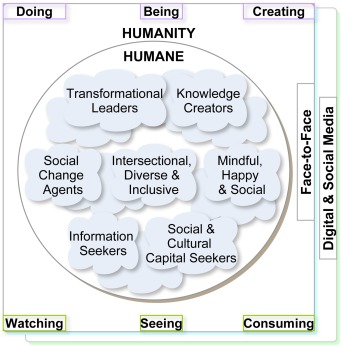 Doing Being Creating
HUMANITY
HUMANE
Transformational
Leaders
Knowledge
Creators
Social
Change
Agents
Intersectional,
Diverse &
Inclusive
Mindful,
Happy
& Social
Information
Seekers
Social &
Cultural
Capital Seekers
Face-to-Face
Digital & Social Media
Watching Seeing Consuming